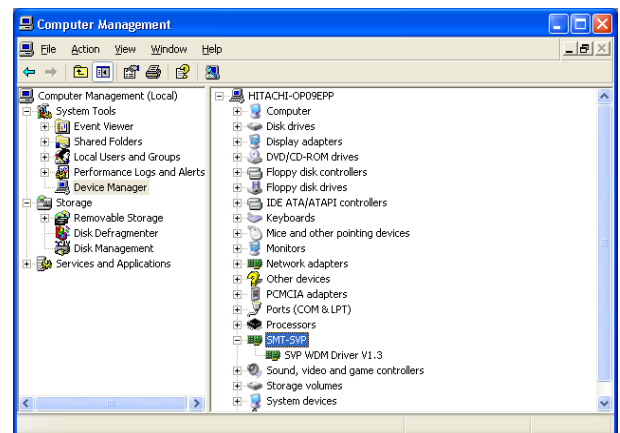 Computer Management
File Action View Window Help
Computer Management (Local)
System Tools
Event Viewer
Shared Folders
Local Users and Groups
Performance Logs and Alerts
Device Manager
Storage
Removable Storage
Disk Defragmenter
Disk Management
Services and Applications
HITACHI-OP09EPP
Computer
Disk drives
Display adapters
DVD/CD-ROM drives
Floppy disk controllers
Floppy disk drives
IDE ATA/ATAPI controllers
Keyboards
Mice and other pointing devices
Monitors
Network adapters
Other devices
PCMCIA adapters
Ports (COM & LPT)
Processors
SMT-SVP
SVP WDM Driver V1.3
Sound, video and game controllers
Storage volumes
System devices